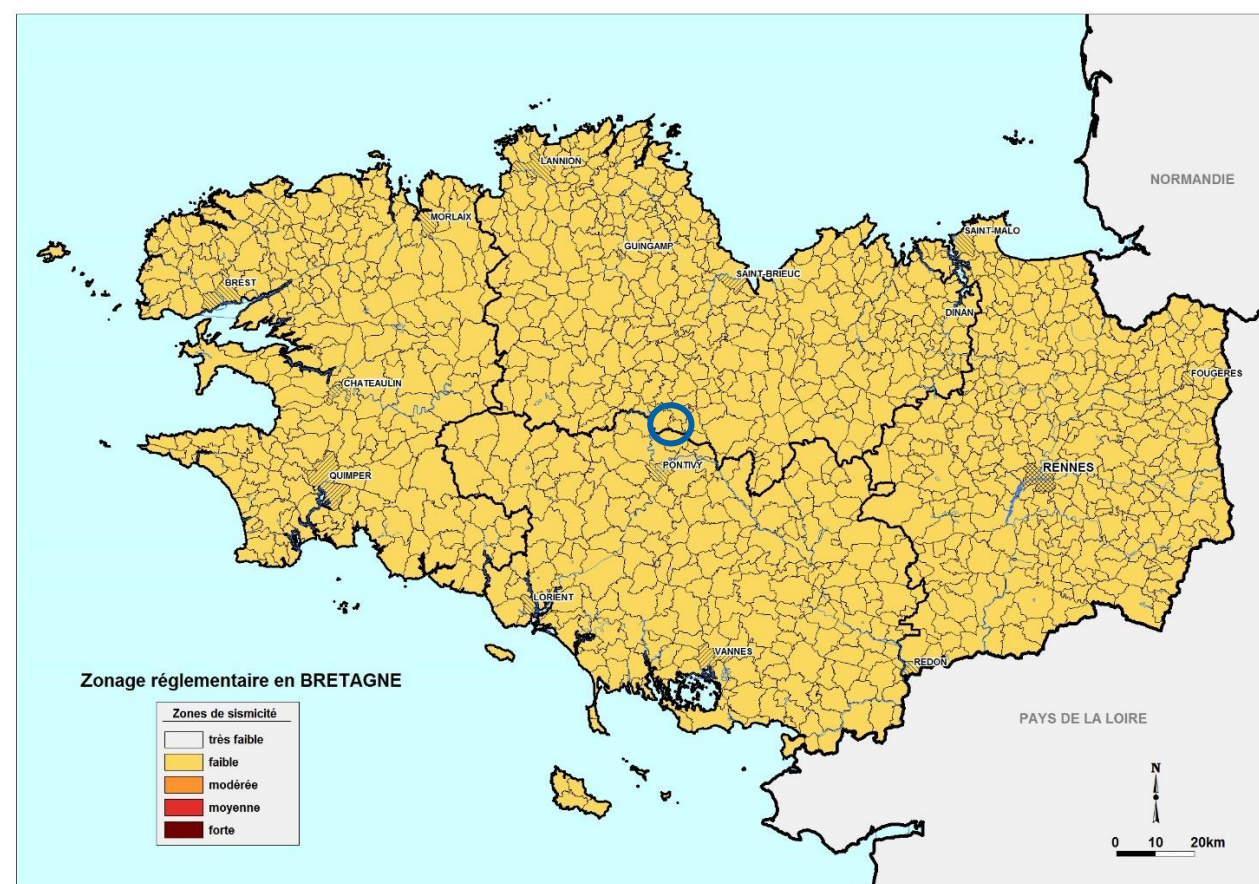 NORMANDIE
LANNION
MORLAIX
GUINGAMP
SAINT-MALO
SAINT-BRIEUC
BREST
DINAN
FOUGERES
CHATEAULIN
PONTIVY
RENNES
QUIMPER
LORIENT
VANNES
REDON
Zonage réglementaire en BRETAGNE
Zones de sismicité
très faible
faible
modérée
moyenne
forte
PAYS DE LA LOIRE
N
0 10 20km